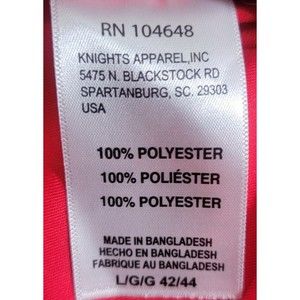 RN 104648
KNIGHTS APPAREL,INC
5475 N. BLACKSTOCK RD
SPARTANBURG, SC. 29303
USA
100% POLYESTER
100% POLIÉSTER
100% POLYESTER
MADE IN BANGLADESH
HECHO EN BANGLADESH
FABRIQUE AU BANGLADESH
L/G/G 42/44